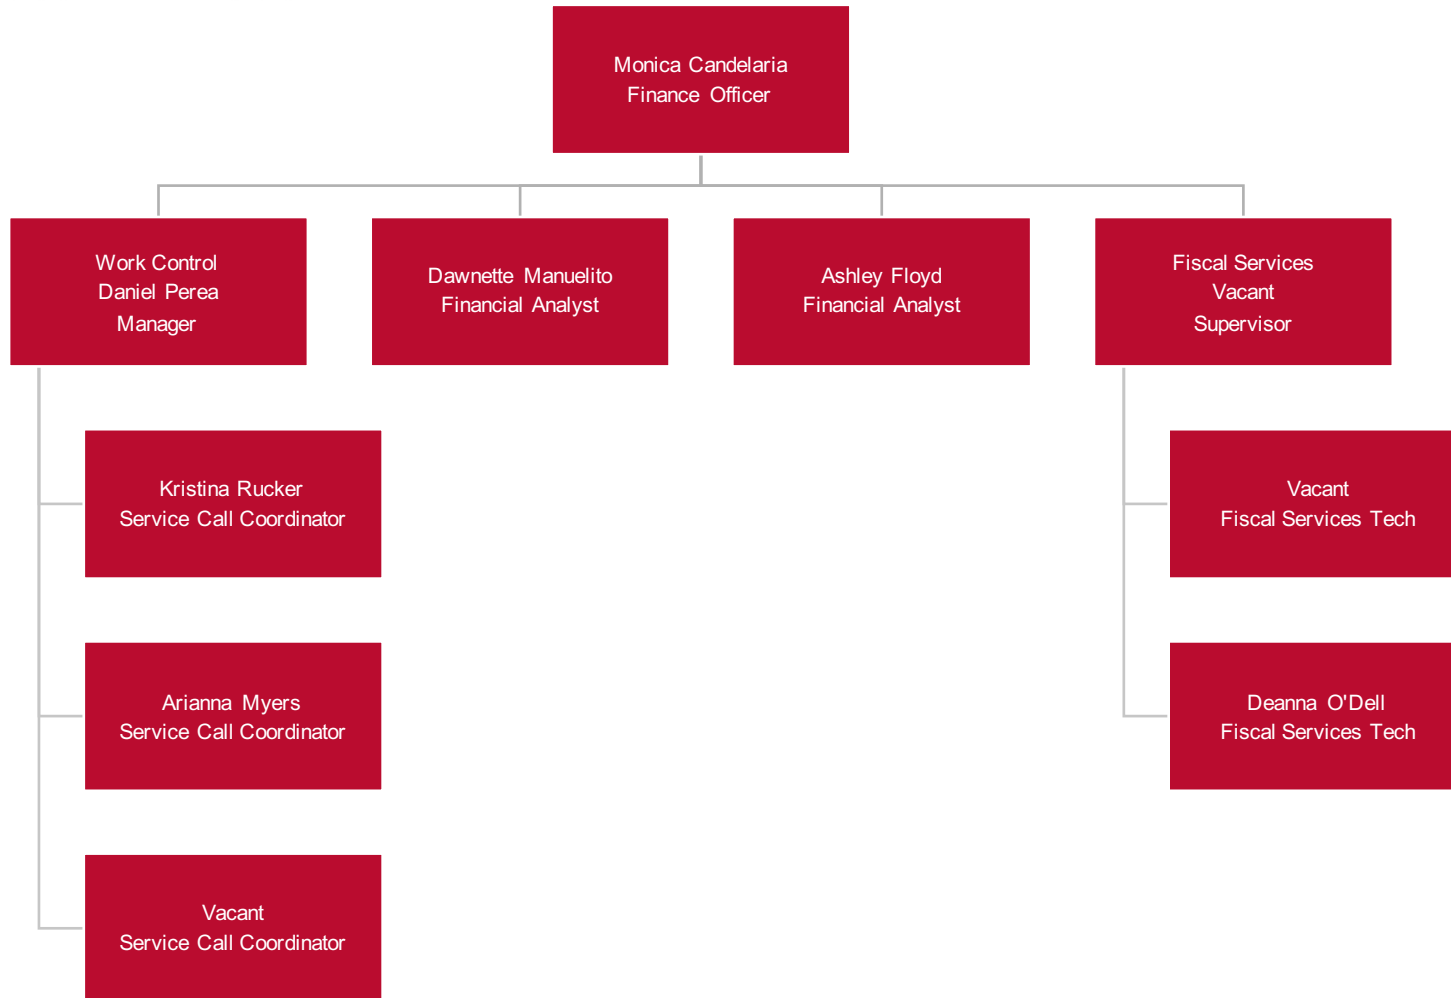 Monica Candelaria
Finance Officer
Work Control
Daniel Perea
Manager
Dawnette Manuelito
Financial Analyst
Ashley Floyd
Financial Analyst
Fiscal Services
Vacant
Supervisor
Kristina Rucker
Service Call Coordinator
Vacant
Fiscal Services Tech
Arianna Myers
Service Call Coordinator
Deanna O'Dell
Fiscal Services Tech
Vacant
Service Call Coordinator